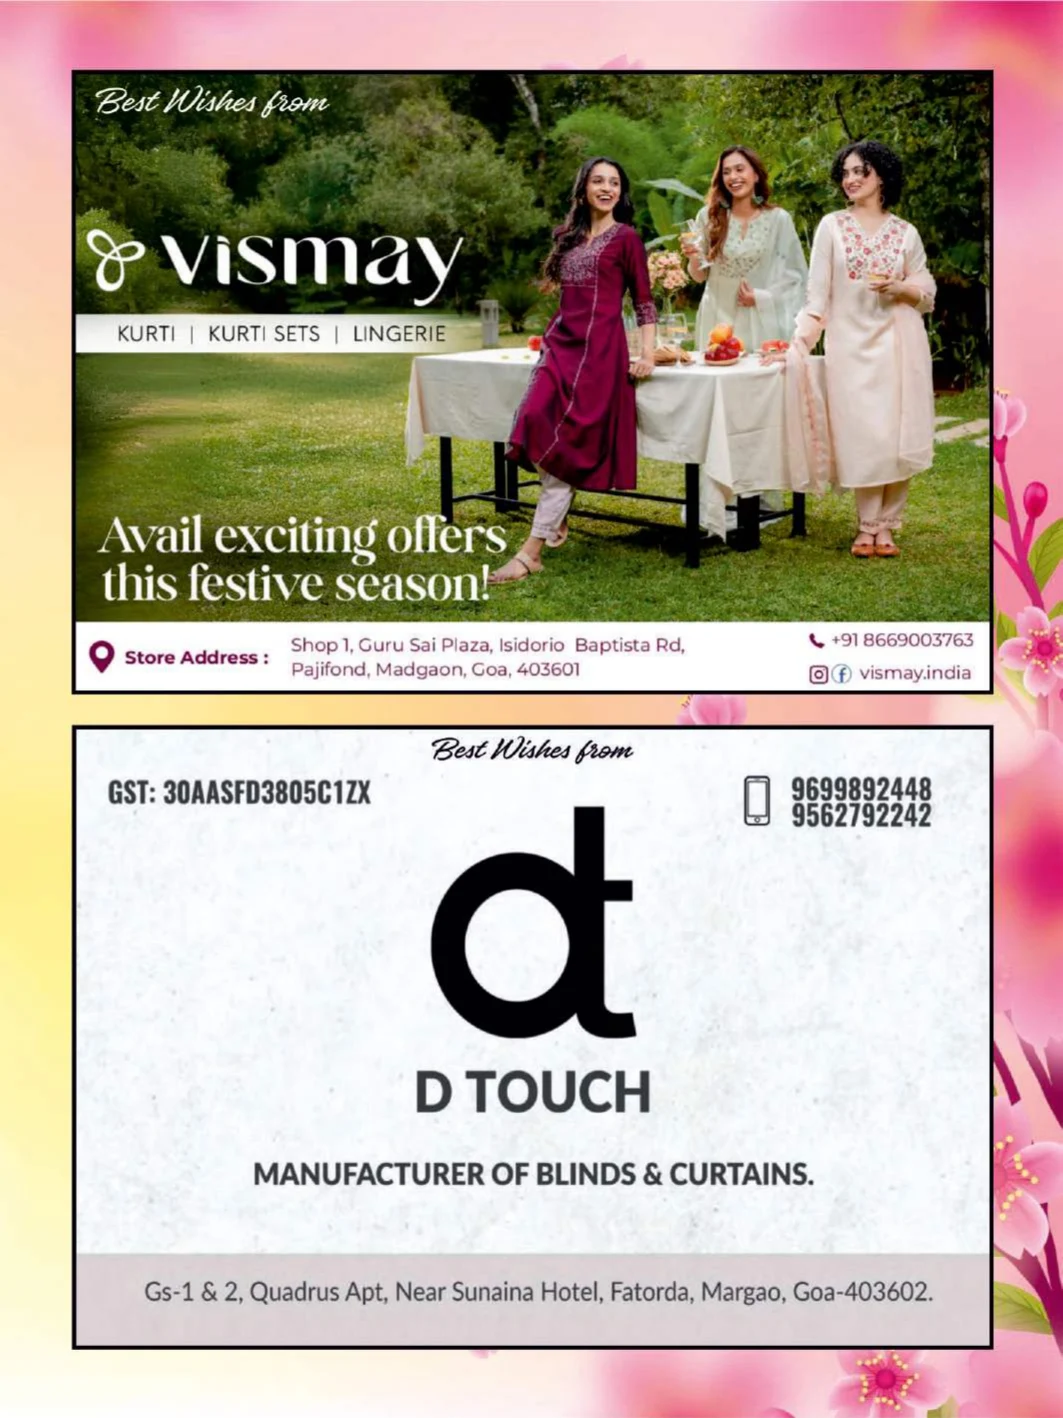 Best Wishes from
vismay
KURTI | KURTI SETS | LINGERIE
Avail exciting offers
this festive season!
Store Address :
Shop 1, Guru Sai Plaza, Isidorio Baptista Rd,
Pajifond, Madgaon, Goa, 403601
+91 8669003763
vismay.india
Best Wishes from
GST: 30AASFD3805C1ZX
9699892448
9562792242
dt
D TOUCH
MANUFACTURER OF BLINDS & CURTAINS.
Gs-1 & 2, Quadrus Apt, Near Sunaina Hotel, Fatorda, Margao, Goa-403602.